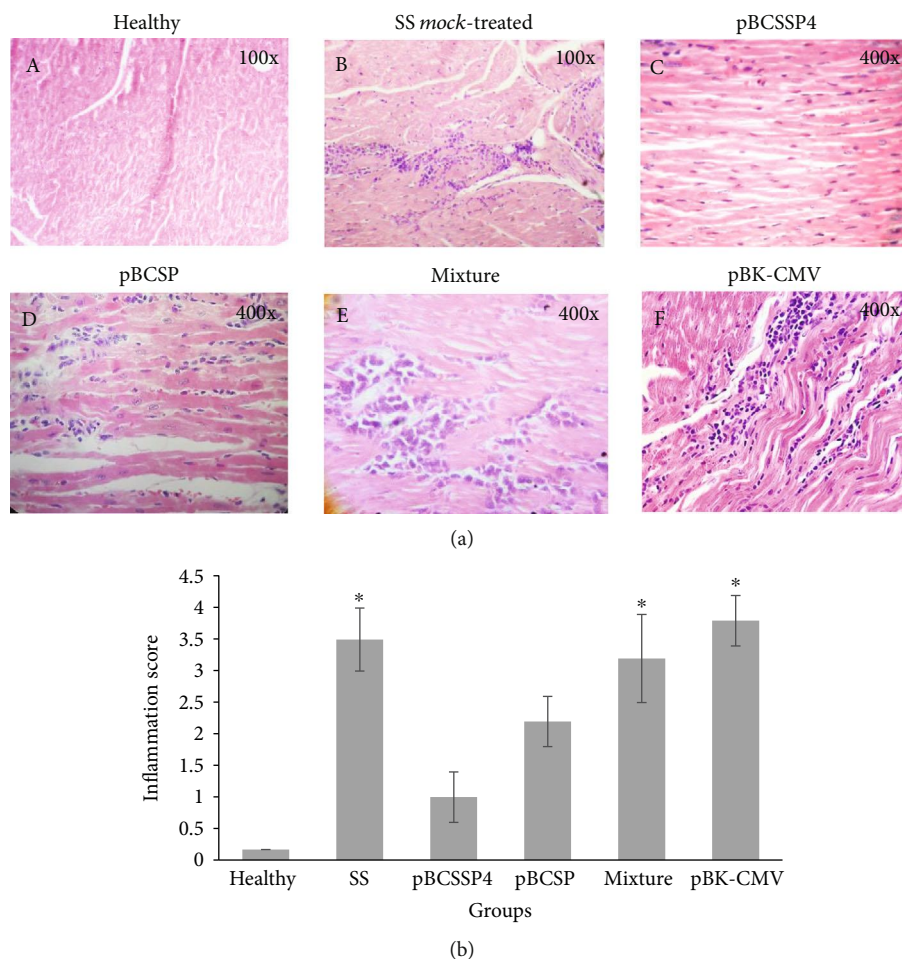 Healthy
SS mock-treated
pBCSSP4
A
100x
B
100x
C
400x
pBCSP
Mixture
pBK-CMV
D
400x
E
400x
F
400x
(a)
4.5
4
3.5
3
2.5
2
1.5
1
0.5
0
Inflammation score
*
*
*
Healthy
SS
pBCSSP4
pBCSP
Mixture
pBK-CMV
Groups
(b)